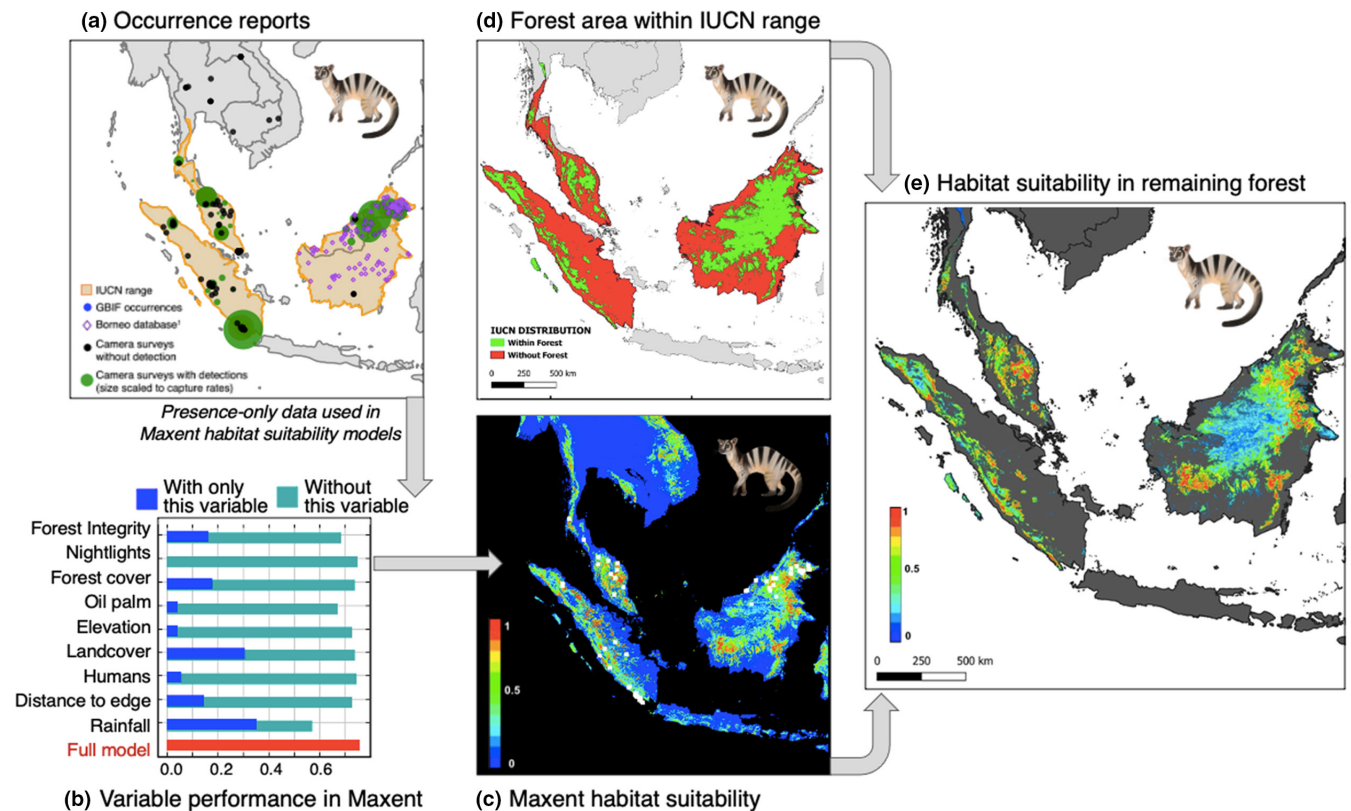 (a) Occurrence reports
IUCN range
GBIF occurrences
Borneo database¹
Camera surveys
without detection
Camera surveys with detections
(size scaled to capture rates)
Presence-only data used in
Maxent habitat suitability models
With only
this variable
Without
this variable
Forest Integrity
Nightlights
Forest cover
Oil palm
Elevation
Landcover
Humans
Distance to edge
Rainfall
Full model
0.0 0.2 0.4 0.6
(b) Variable performance in Maxent
(d) Forest area within IUCN range
IUCN DISTRIBUTION
Within Forest
Without Forest
0 250 500 km
1
0.5
0
(c) Maxent habitat suitability
(e) Habitat suitability in remaining forest
1
0.5
0
0 250 500 km